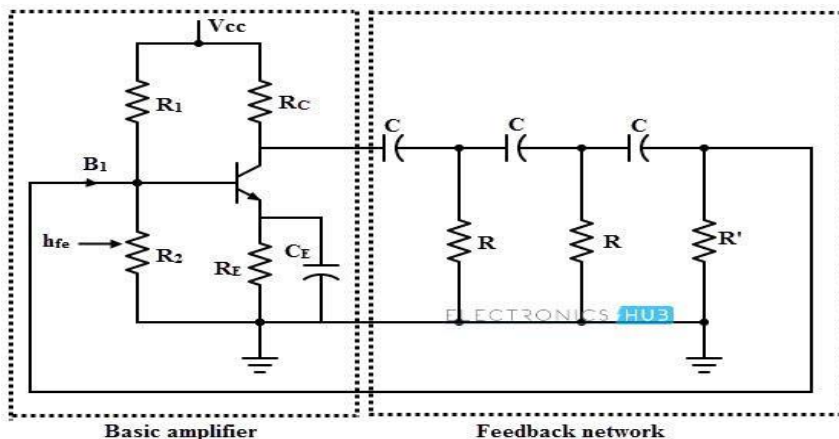 Vcc
R1
RC
C
C
C
B1
hfe
R2
RE
CE
R
R
R'
ELECTRONICS HUB
Basic amplifier
Feedback network